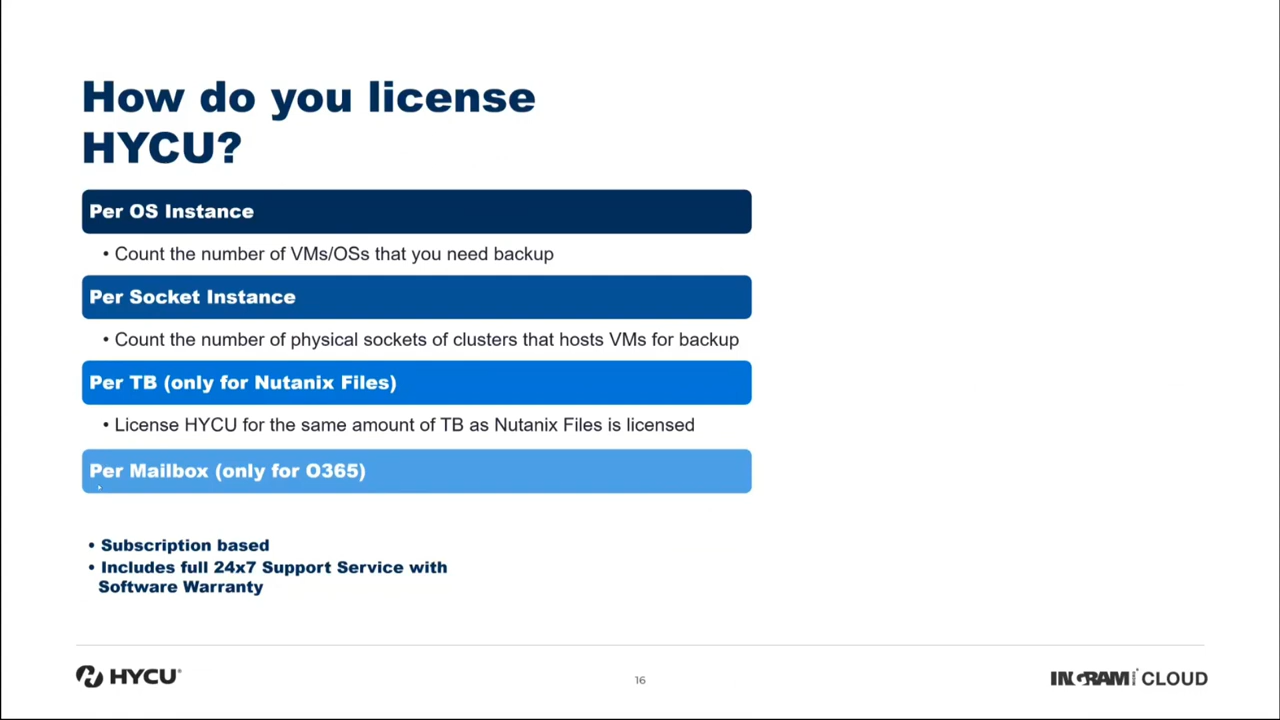 How do you license
HYCU?
Per OS Instance
• Count the number of VMs/OSs that you need backup
Per Socket Instance
• Count the number of physical sockets of clusters that hosts VMs for backup
Per TB (only for Nutanix Files)
• License HYCU for the same amount of TB as Nutanix Files is licensed
Per Mailbox (only for O365)
• Subscription based
• Includes full 24x7 Support Service with
Software Warranty
HYCU®
16
INGRAM MICRO CLOUD